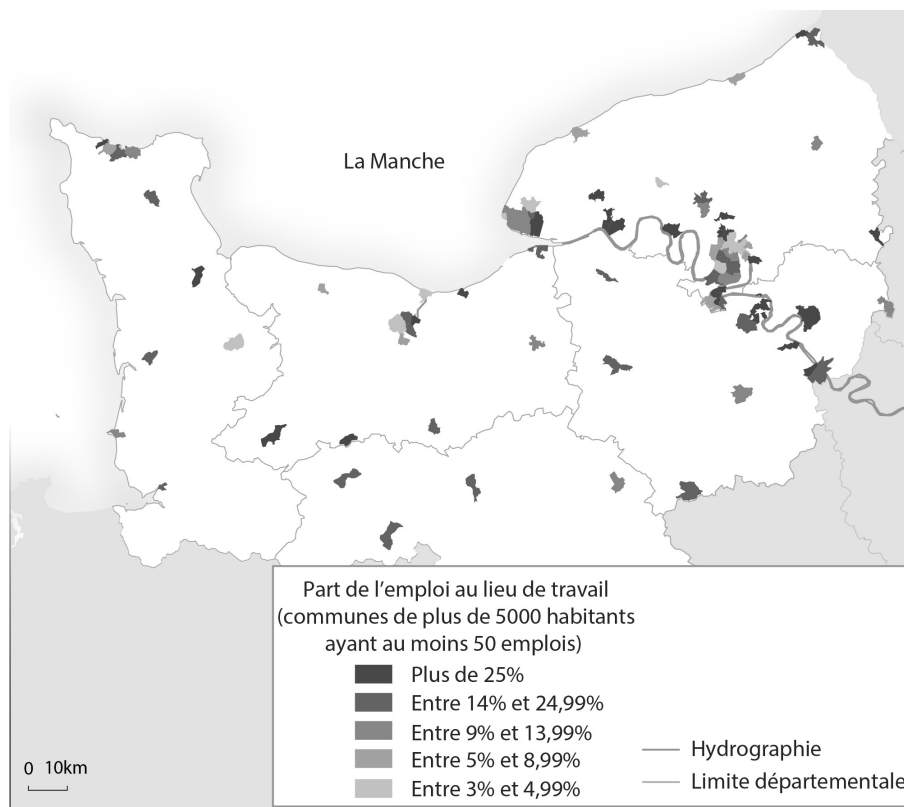 La Manche
Part de l'emploi au lieu de travail
(communes de plus de 5000 habitants
ayant au moins 50 emplois)
Plus de 25%
Entre 14% et 24,99%
Entre 9% et 13,99%
Entre 5% et 8,99%
Entre 3% et 4,99%
Hydrographie
Limite départementale
0 10km